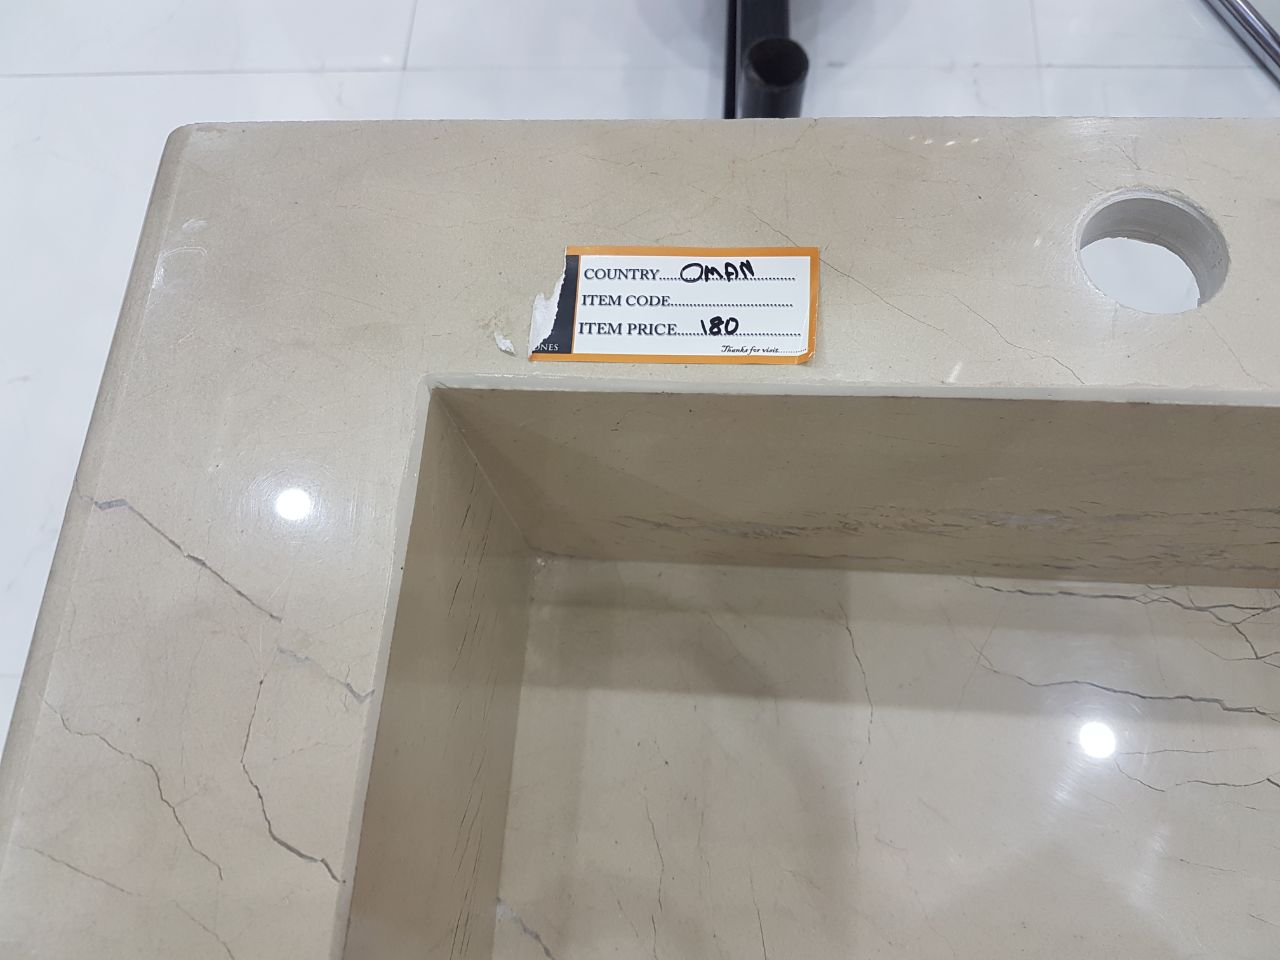 COUNTRY....OMAN............
ITEM CODE..............................
ITEM PRICE.....180................
ONES
Thanks for visit..........